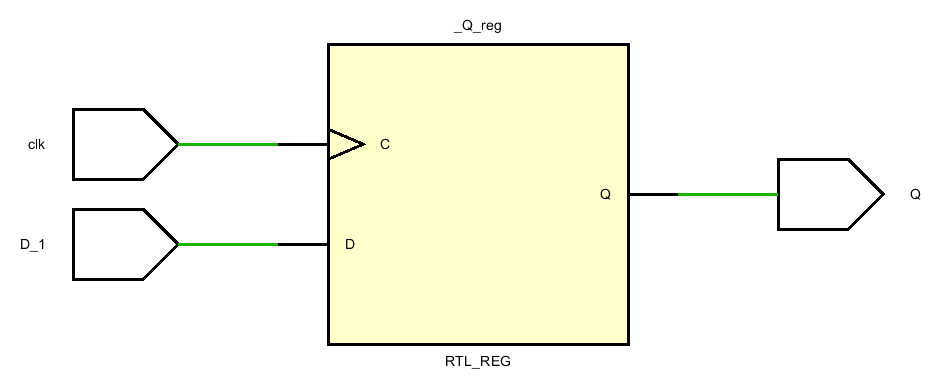 _Q_reg
clk
C
Q
Q
D_1
D
RTL_REG